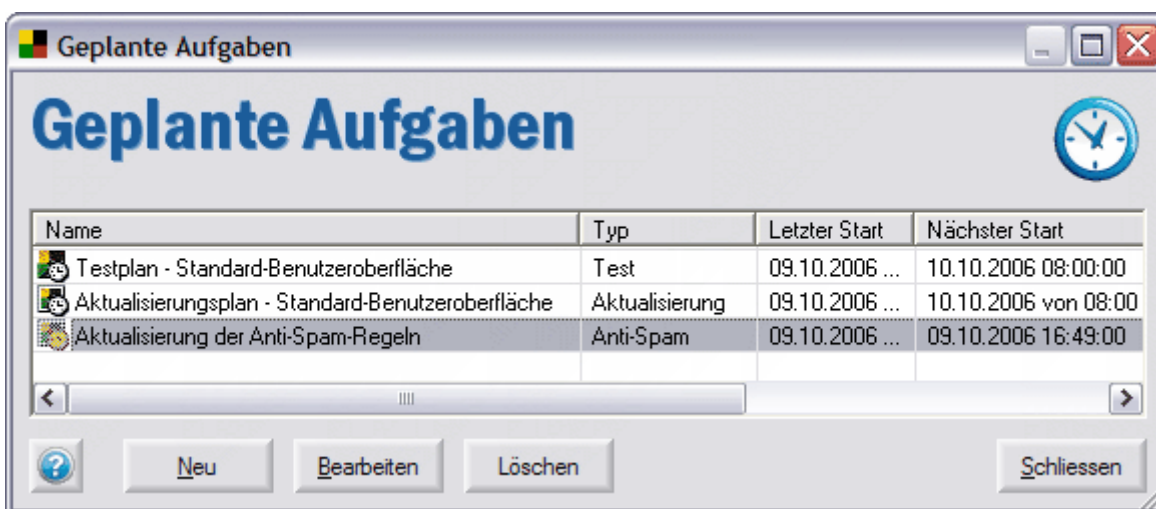 Geplante Aufgaben
Geplante Aufgaben
Name Typ Letzter Start Nächster Start
Testplan - Standard-Benutzeroberfläche Test 09.10.2006 ... 10.10.2006 08:00:00
Aktualisierungsplan - Standard-Benutzeroberfläche Aktualisierung 09.10.2006 ... 10.10.2006 von 08:00
Aktualisierung der Anti-Spam-Regeln Anti-Spam 09.10.2006 ... 09.10.2006 16:49:00
? Neu Bearbeiten Löschen Schliessen